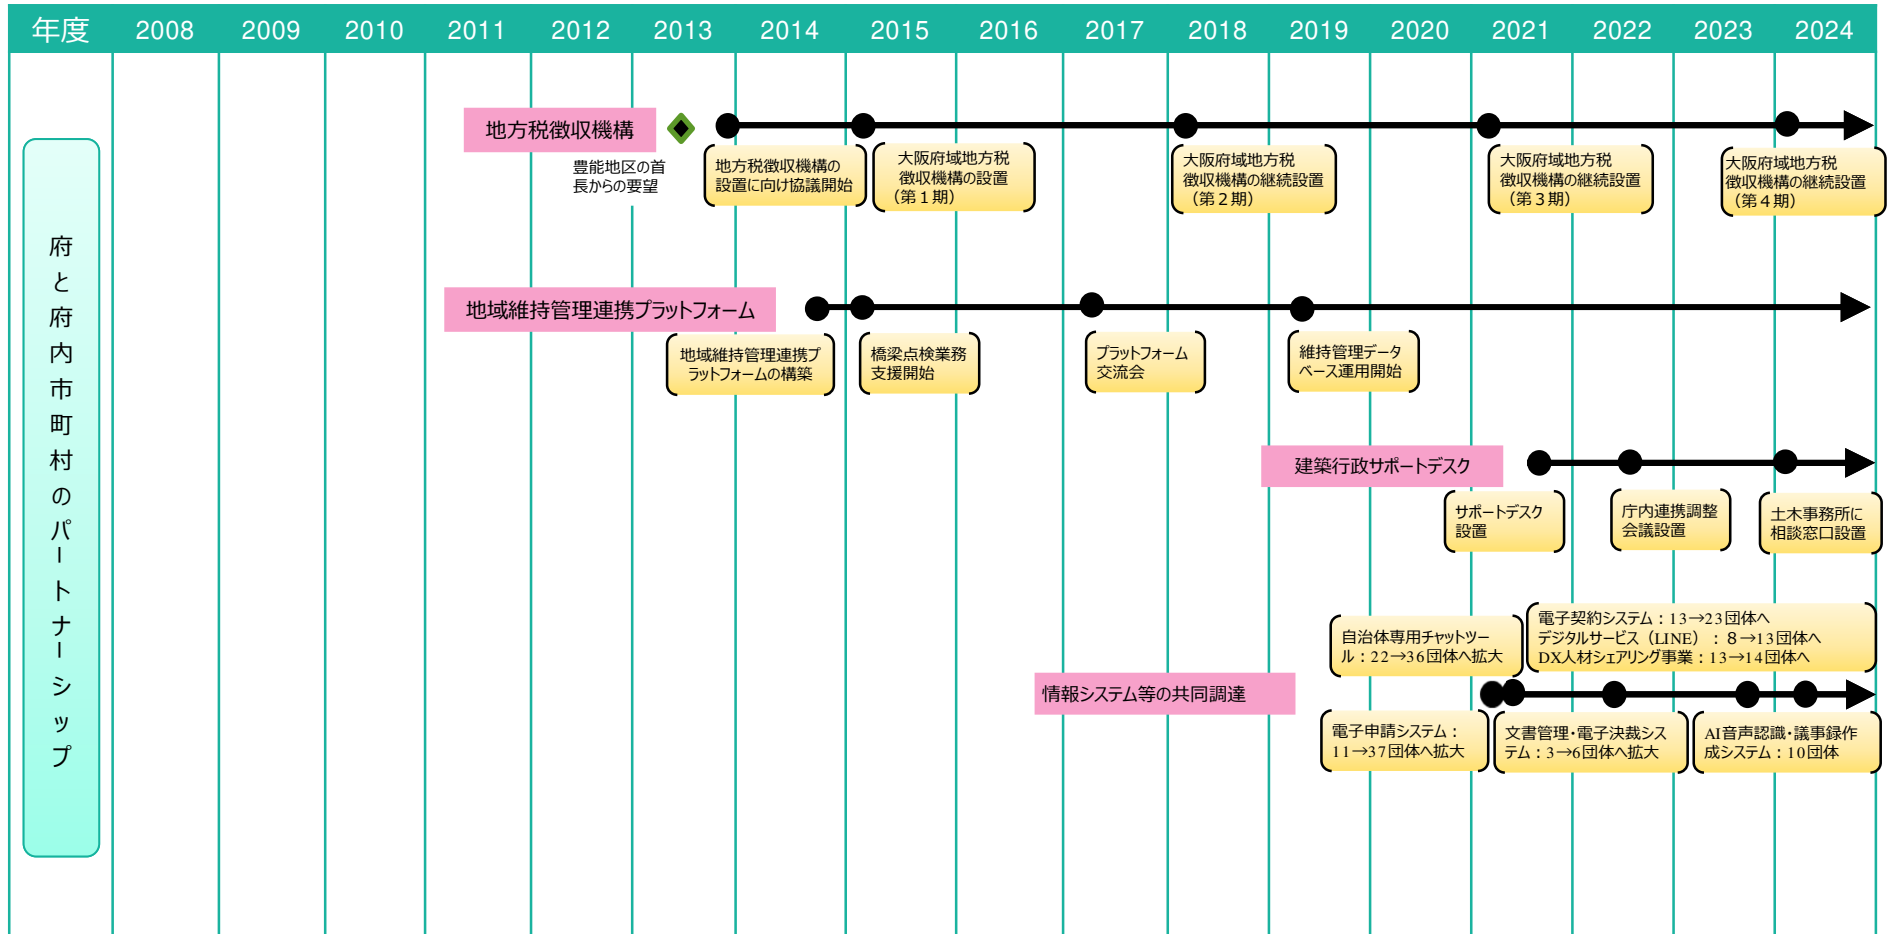 年度 2008 2009 2010 2011 2012 2013 2014 2015 2016 2017 2018 2019 2020 2021 2022 2023 2024
府と府内市町村のパートナーシップ
地方税徴収機構
豊能地区の首
長からの要望
地方税徴収機構の
設置に向け協議開始
大阪府域地方税
徴収機構の設置
（第１期）
大阪府域地方税
徴収機構の継続設置
（第２期）
大阪府域地方税
徴収機構の継続設置
（第３期）
大阪府域地方税
徴収機構の継続設置
（第４期）
地域維持管理連携プラットフォーム
地域維持管理連携プ
ラットフォームの構築
橋梁点検業務
支援開始
プラットフォーム
交流会
維持管理データ
ベース運用開始
建築行政サポートデスク
サポートデスク
設置
庁内連携調整
会議設置
土木事務所に
相談窓口設置
自治体専用チャットツー
ル：22→36団体へ拡大
電子契約システム：13→23団体へ
デジタルサービス（LINE）：８→13団体へ
DX人材シェアリング事業：13→14団体へ
情報システム等の共同調達
電子申請システム：
11→37団体へ拡大
文書管理・電子決裁シス
テム：3→6団体へ拡大
AI音声認識・議事録作
成システム：10団体